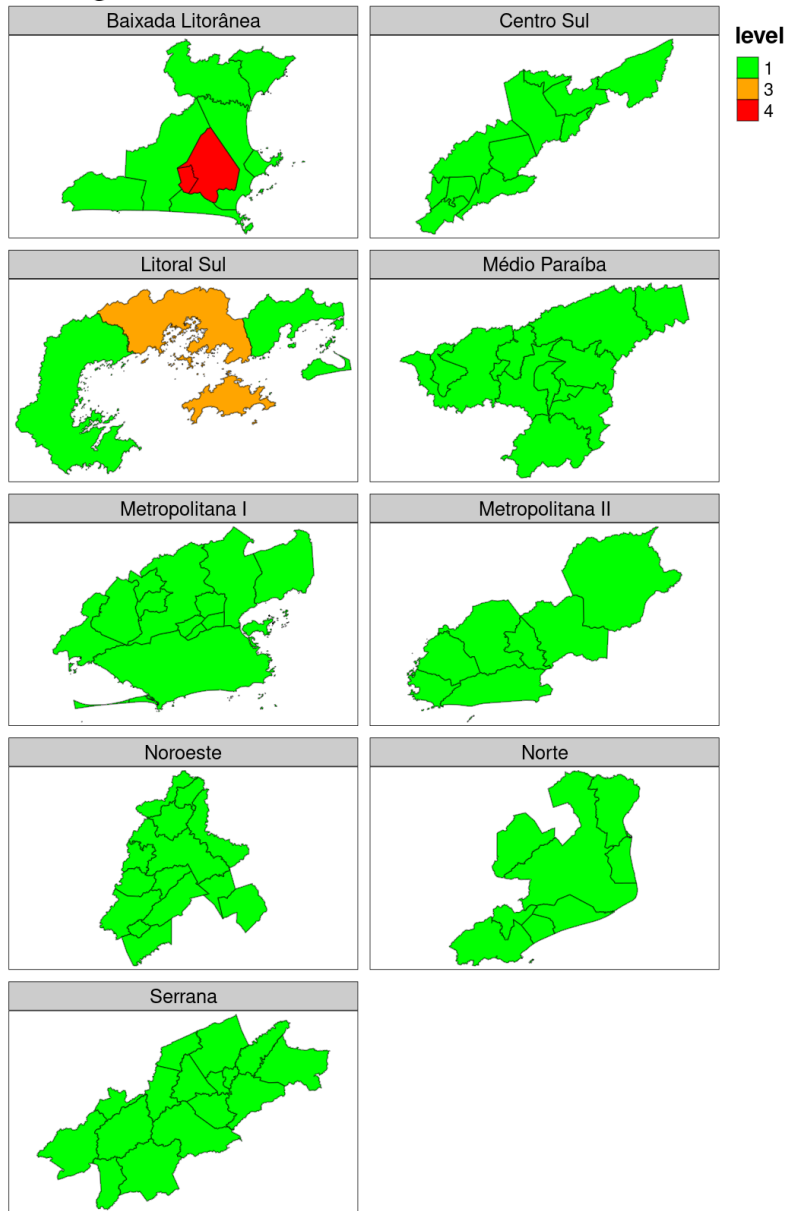 Baixada Litorânea
Centro Sul
level
1
3
4
Litoral Sul
Médio Paraíba
Metropolitana I
Metropolitana II
Noroeste
Norte
Serrana